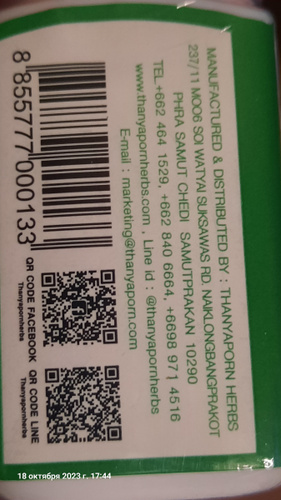 MANUFACTURED & DISTRIBUTED BY : THANYAPORN HERBS
237/11 MOO6 SOI WATYAI SUKSAWAS RD. NAIKLONGBANGPRAKOT
PHRA SAMUT CHEDI SAMUTPRAKAN 10290
TEL+662 464 1529, +662 840 6664, +6698 971 4516
www.thanyapornherbs.com , Line id : @thanyapornherbs
E-mail : marketing@thanyaporn.com
8 855777 000133
QR CODE FACEBOOK
Thanyapornherbs
QR CODE LINE
Thanyapornherbs
18 октября 2023 г. 17:44